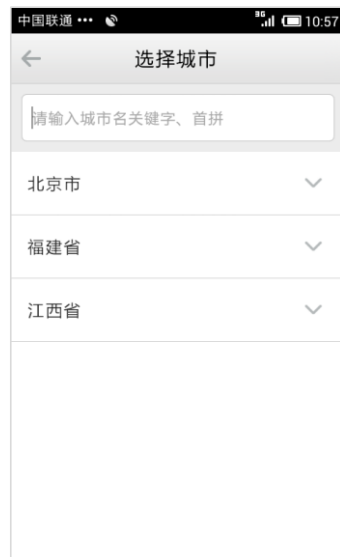 中国联通 ••• 3G 10:57
选择城市
请输入城市名关键字、首拼
北京市
福建省
江西省